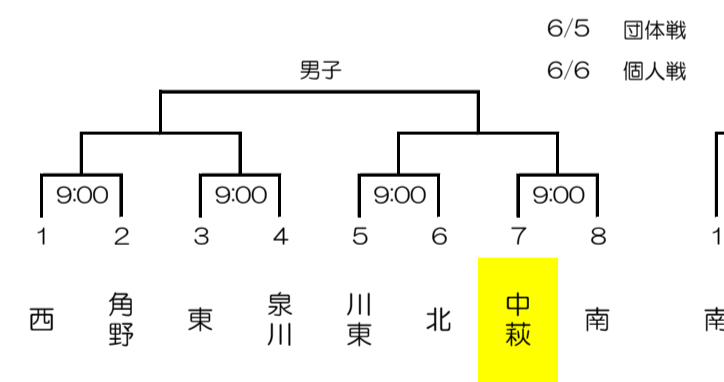 6/5 団体戦
男子 6/6 個人戦
9:00 9:00 9:00 9:00
1 2 3 4 5 6 7 8 1
西 角野 東 泉川 川東 北 中萩 南 南